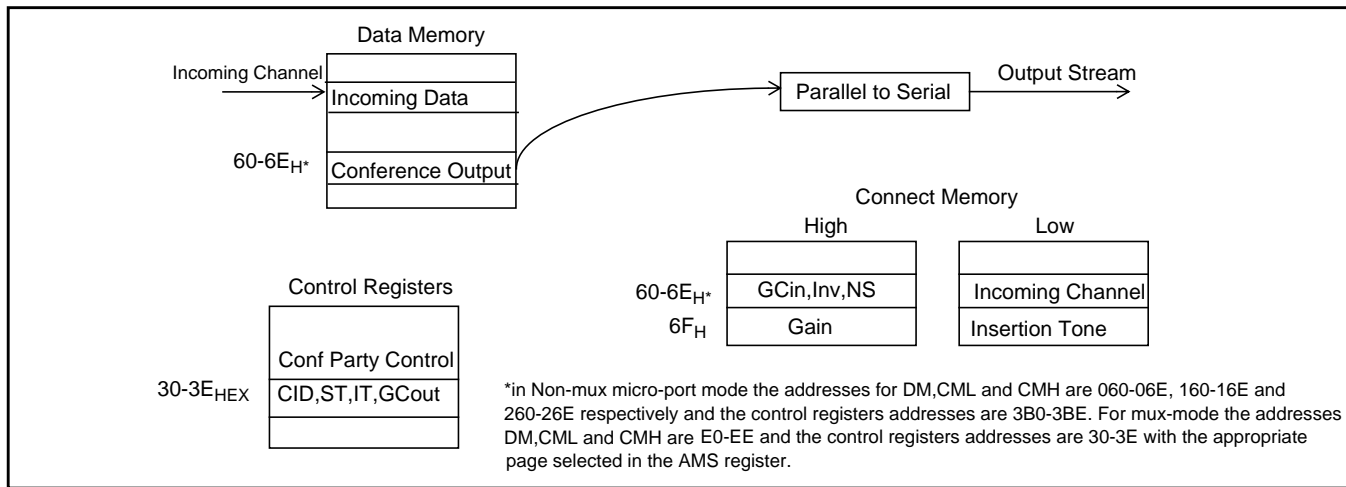 Data Memory
Incoming Channel
Incoming Data
60-6EH*
Conference Output
Parallel to Serial
Output Stream
Connect Memory
High
Low
60-6EH*
GCin,Inv,NS
Incoming Channel
6FH
Gain
Insertion Tone
Control Registers
Conf Party Control
30-3EHEX
CID,ST,IT,GCout
*in Non-mux micro-port mode the addresses for DM,CML and CMH are 060-06E, 160-16E and
260-26E respectively and the control registers addresses are 3B0-3BE. For mux-mode the addresses
DM,CML and CMH are E0-EE and the control registers addresses are 30-3E with the appropriate
page selected in the AMS register.